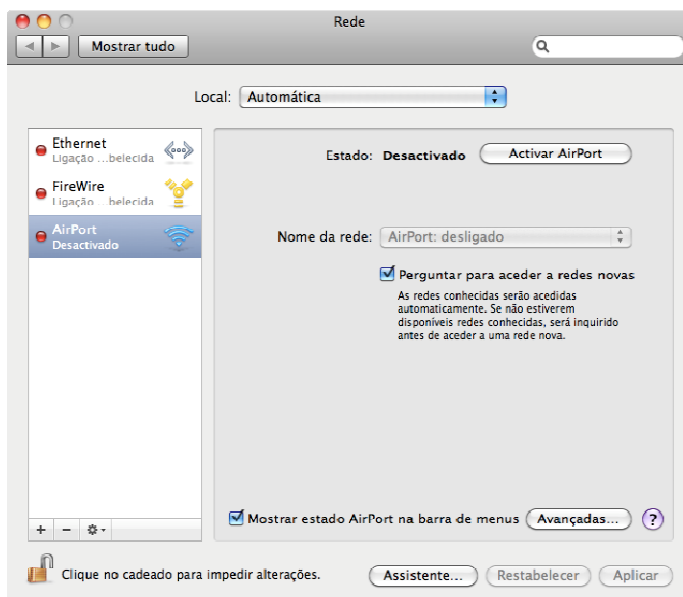 Rede
Mostrar tudo
Local: Automática
Ethernet
Ligação ...belecida
FireWire
Ligação ...belecida
AirPort
Desactivado
Estado: Desactivado Activar AirPort
Nome da rede: AirPort: desligado
Perguntar para aceder a redes novas
As redes conhecidas serão acedidas
automaticamente. Se não estiverem
disponíveis redes conhecidas, será inquirido
antes de aceder a uma rede nova.
Mostrar estado AirPort na barra de menus Avançadas... ?
Clique no cadeado para impedir alterações.
Assistente... Restabelecer Aplicar